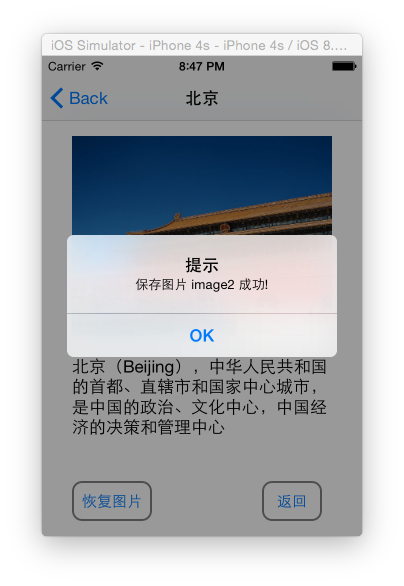 iOS Simulator - iPhone 4s - iPhone 4s / iOS 8....
Carrier 8:47 PM
Back 北京
提示
保存图片 image2 成功!
OK
北京（Beijing），中华人民共和国
的首都、直辖市和国家中心城市，
是中国的政治、文化中心，中国经
济的决策和管理中心
恢复图片 返回